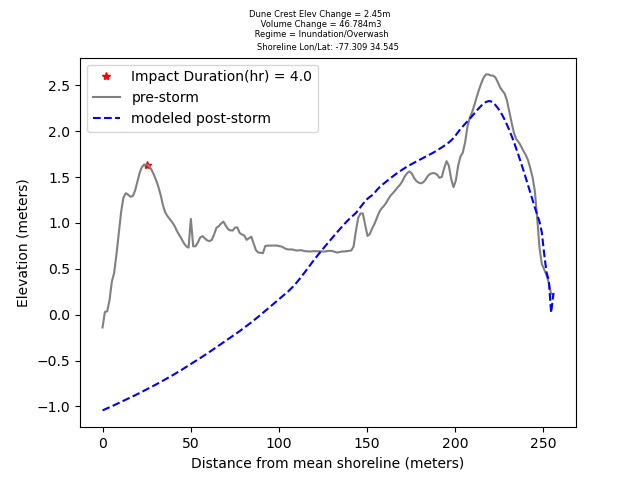 Dune Crest Elev Change = 2.45m
Volume Change = 46.784m3
Regime = Inundation/Overwash
Shoreline Lon/Lat: -77.309 34.545
Impact Duration(hr) = 4.0
pre-storm
modeled post-storm
2.5
2.0
1.5
1.0
0.5
0.0
−0.5
−1.0
Elevation (meters)
0 50 100 150 200 250
Distance from mean shoreline (meters)